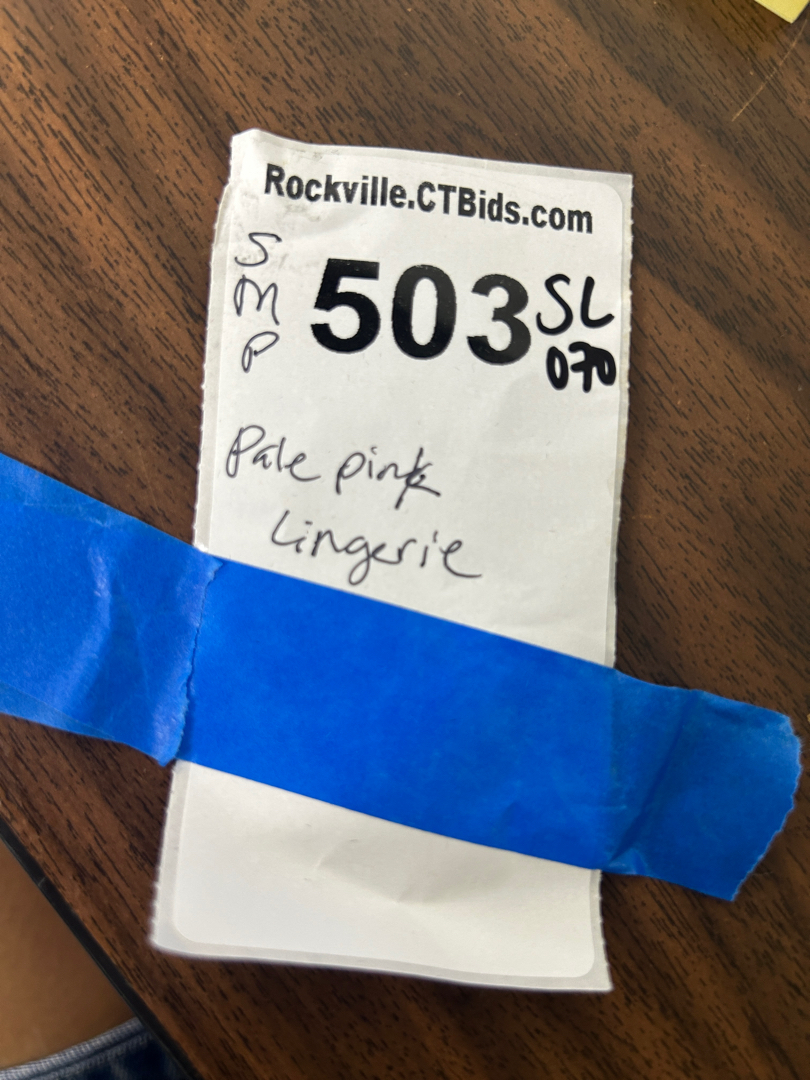 Rockville.CTBids.com
S
M
P
503
SL
070
Pale pink
Lingerie